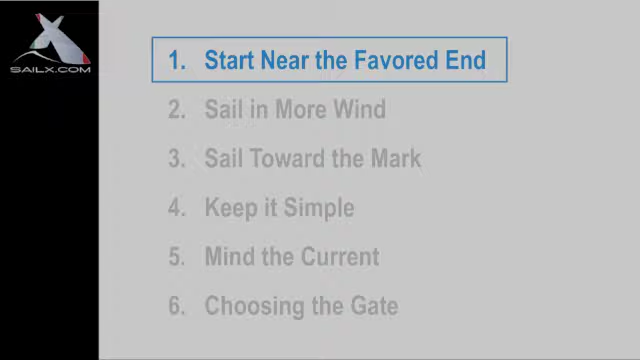 SAILX.COM
1. Start Near the Favored End
2. Sail in More Wind
3. Sail Toward the Mark
4. Keep it Simple
5. Mind the Current
6. Choosing the Gate